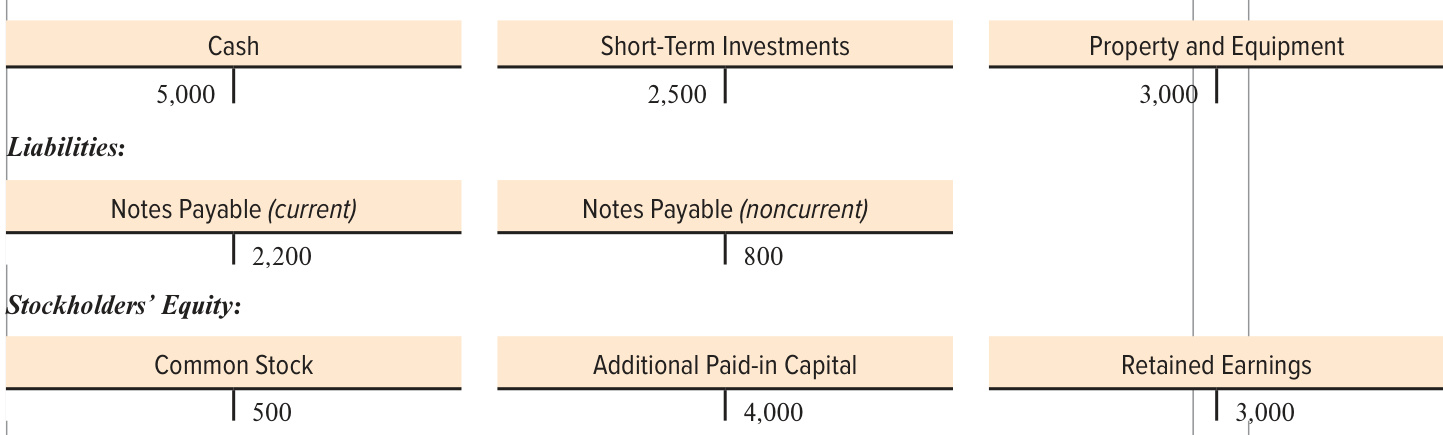 Cash Short-Term Investments Property and Equipment
5,000 2,500 3,000
Liabilities:
Notes Payable (current) Notes Payable (noncurrent)
2,200 800
Stockholders’ Equity:
Common Stock Additional Paid-in Capital Retained Earnings
500 4,000 3,000